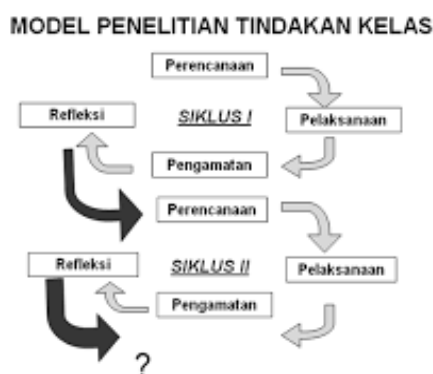 MODEL PENELITIAN TINDAKAN KELAS
Perencanaan
Refleksi
SIKLUS I
Pelaksanaan
Pengamatan
Perencanaan
Refleksi
SIKLUS II
Pelaksanaan
Pengamatan
?